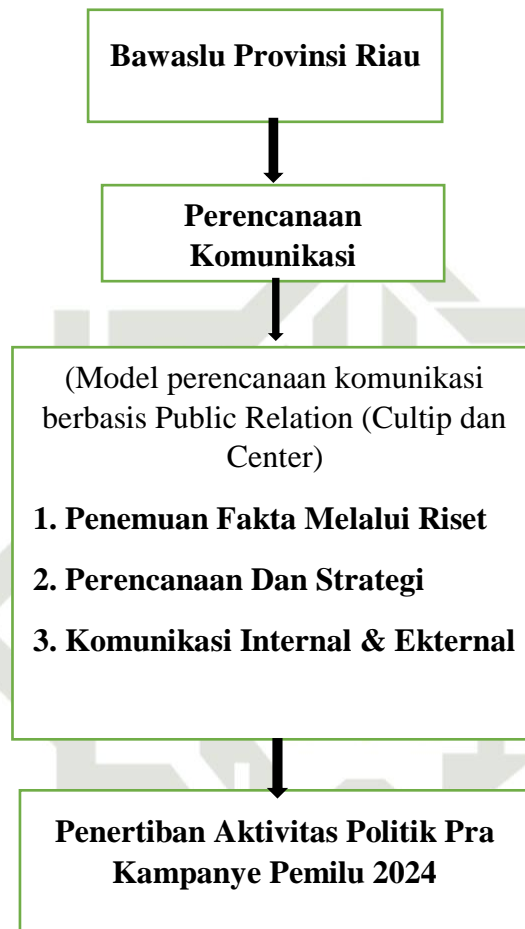 Bawaslu Provinsi Riau
Perencanaan
Komunikasi
(Model perencanaan komunikasi
berbasis Public Relation (Cultip dan
Center)
1. Penemuan Fakta Melalui Riset
2. Perencanaan Dan Strategi
3. Komunikasi Internal & Ekternal
Penertiban Aktivitas Politik Pra
Kampanye Pemilu 2024